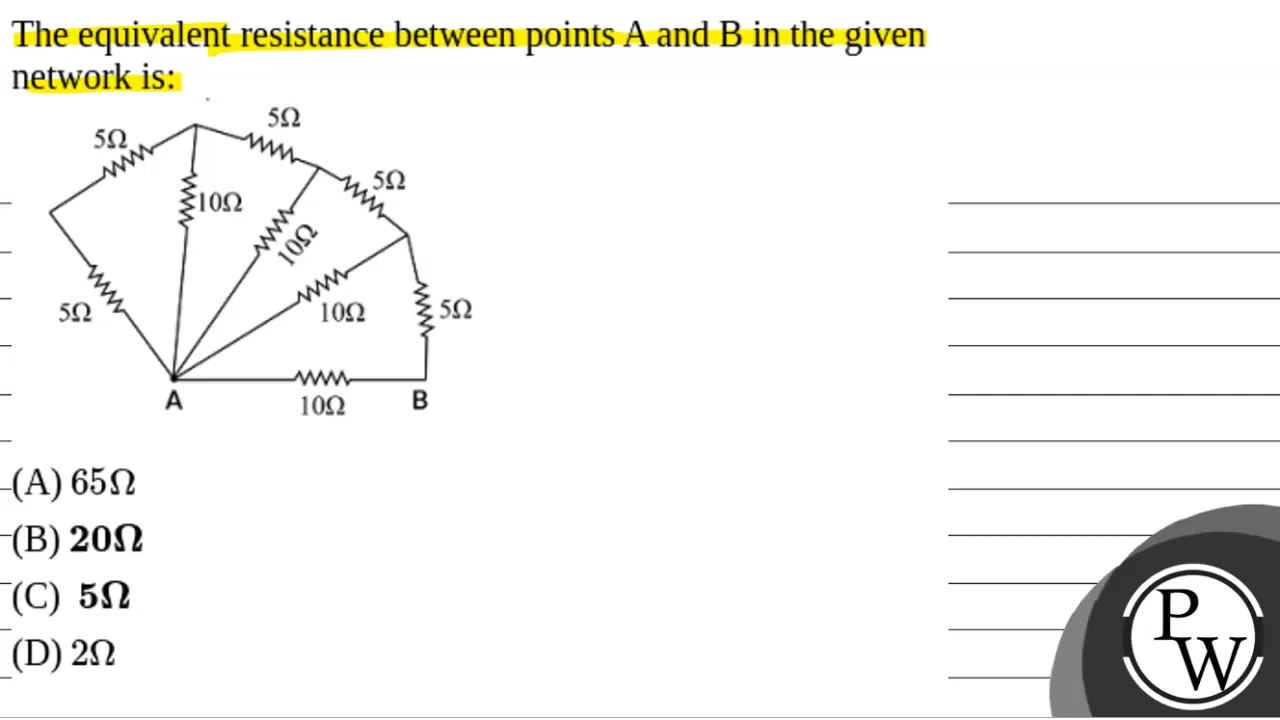 The equivalent resistance between points A and B in the given
network is:
5Ω
5Ω
5Ω
10Ω
10Ω
5Ω
10Ω
5Ω
A
10Ω
B
(A) 65Ω
(B) 20Ω
(C) 5Ω
(D) 2Ω
P
W